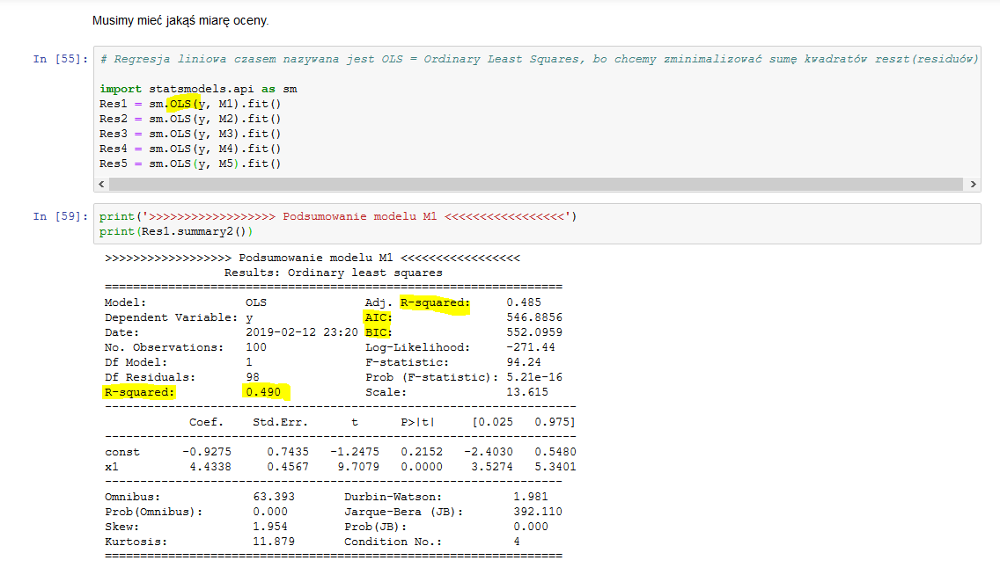 Musimy mieć jakąś miarę oceny.
In [55]: # Regresja liniowa czasem nazywana jest OLS = Ordinary Least Squares, bo chcemy zminimalizować sumę kwadratów reszt(residuów)
import statsmodels.api as sm
Res1 = sm.OLS(y, M1).fit()
Res2 = sm.OLS(y, M2).fit()
Res3 = sm.OLS(y, M3).fit()
Res4 = sm.OLS(y, M4).fit()
Res5 = sm.OLS(y, M5).fit()
In [59]: print('>>>>>>>>>>>>>>>>>> Podsumowanie modelu M1 <<<<<<<<<<<<<<<<<')
print(Res1.summary2())
>>>>>>>>>>>>>>>>>> Podsumowanie modelu M1 <<<<<<<<<<<<<<<<<
Results: Ordinary least squares
=================================================================
Model: OLS Adj. R-squared: 0.485
Dependent Variable: y AIC: 546.8856
Date: 2019-02-12 23:20 BIC: 552.0959
No. Observations: 100 Log-Likelihood: -271.44
Df Model: 1 F-statistic: 94.24
Df Residuals: 98 Prob (F-statistic): 5.21e-16
R-squared: 0.490 Scale: 13.615
-------------------------------------------------------------------
Coef. Std.Err. t P>|t| [0.025 0.975]
-------------------------------------------------------------------
const -0.9275 0.7435 -1.2475 0.2152 -2.4030 0.5480
x1 4.4338 0.4567 9.7079 0.0000 3.5274 5.3401
-----------------------------------------------------------------
Omnibus: 63.393 Durbin-Watson: 1.981
Prob(Omnibus): 0.000 Jarque-Bera (JB): 392.110
Skew: 1.954 Prob(JB): 0.000
Kurtosis: 11.879 Condition No.: 4
=================================================================